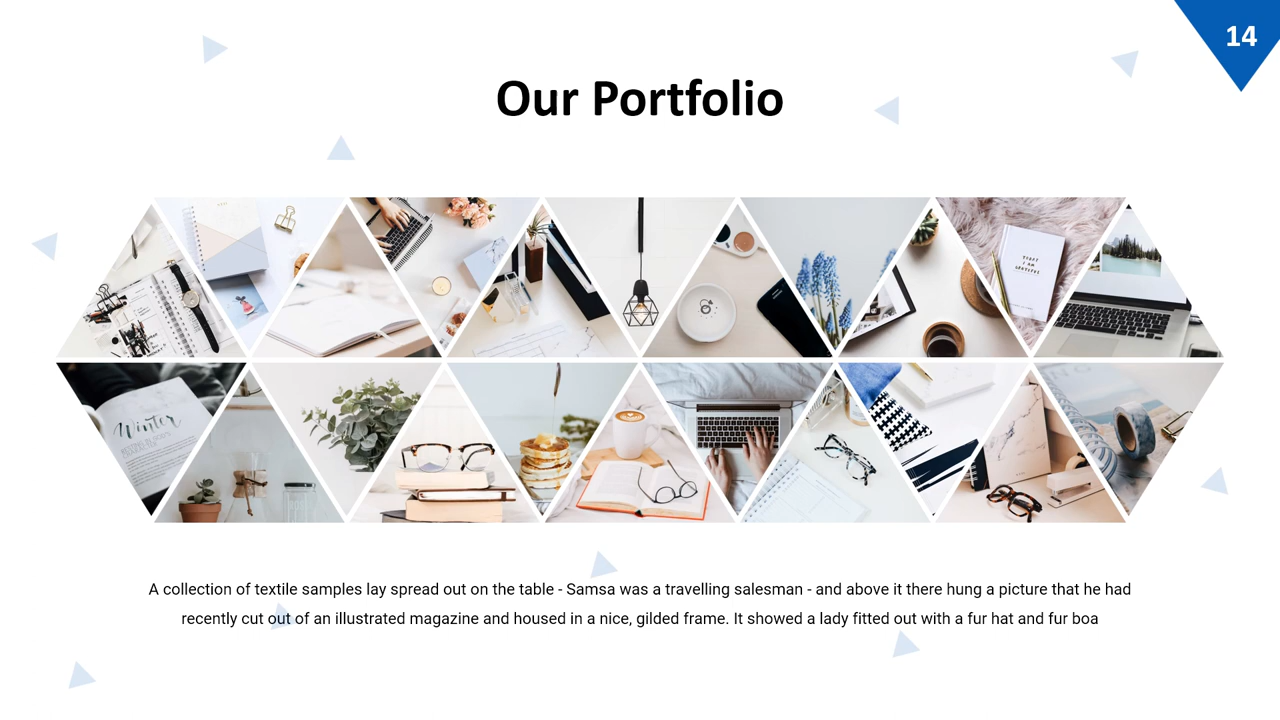 14
Our Portfolio
Winter
A collection of textile samples lay spread out on the table - Samsa was a travelling salesman - and above it there hung a picture that he had
recently cut out of an illustrated magazine and housed in a nice, gilded frame. It showed a lady fitted out with a fur hat and fur boa